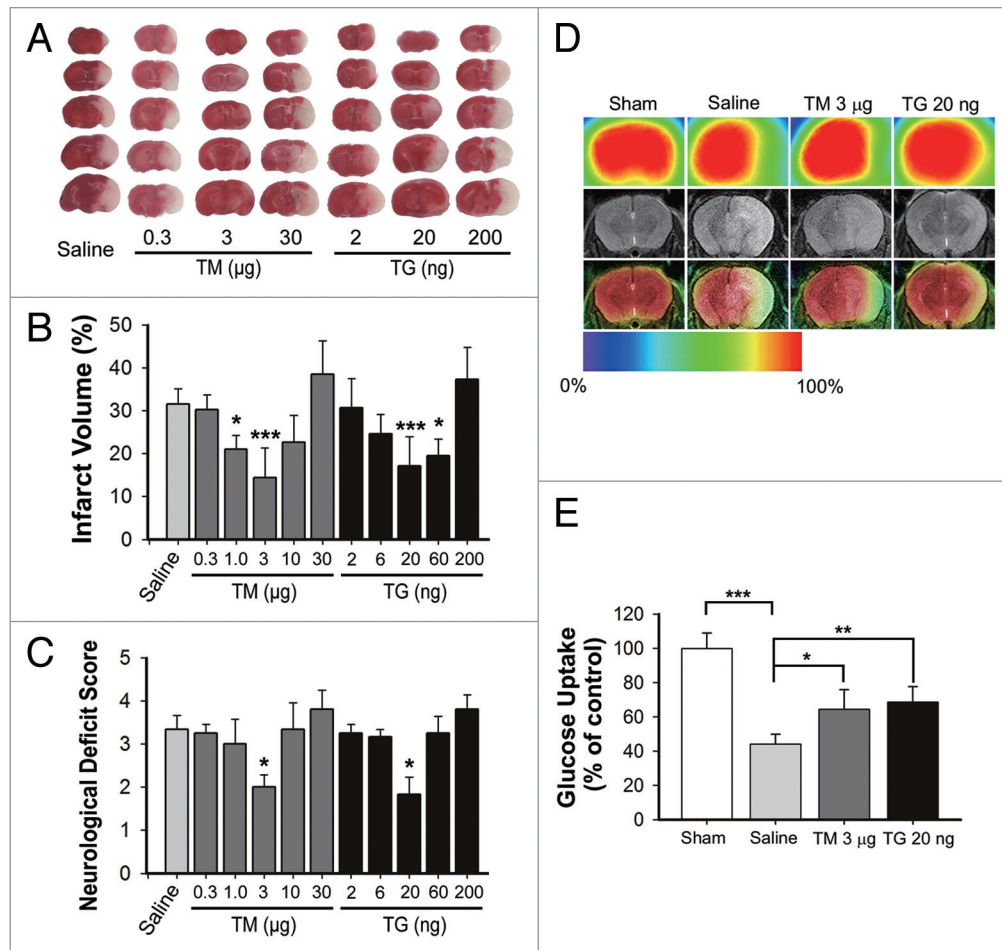 A
Saline
0.3 3 30 2 20 200
TM (μg) TG (ng)
B
Infarct Volume (%)
50
40
30
20
10
0
* *** *** *
Saline 0.3 1.0 3 10 30 2 6 20 60 200
TM (μg) TG (ng)
C
Neurological Deficit Score
5
4
3
2
1
0
* *
Saline 0.3 1.0 3 10 30 2 6 20 60 200
TM (μg) TG (ng)
D
Sham Saline TM 3 μg TG 20 ng
0% 100%
E
Glucose Uptake
(% of control)
120
100
80
60
40
20
0
***
**
*
Sham Saline TM 3 μg TG 20 ng